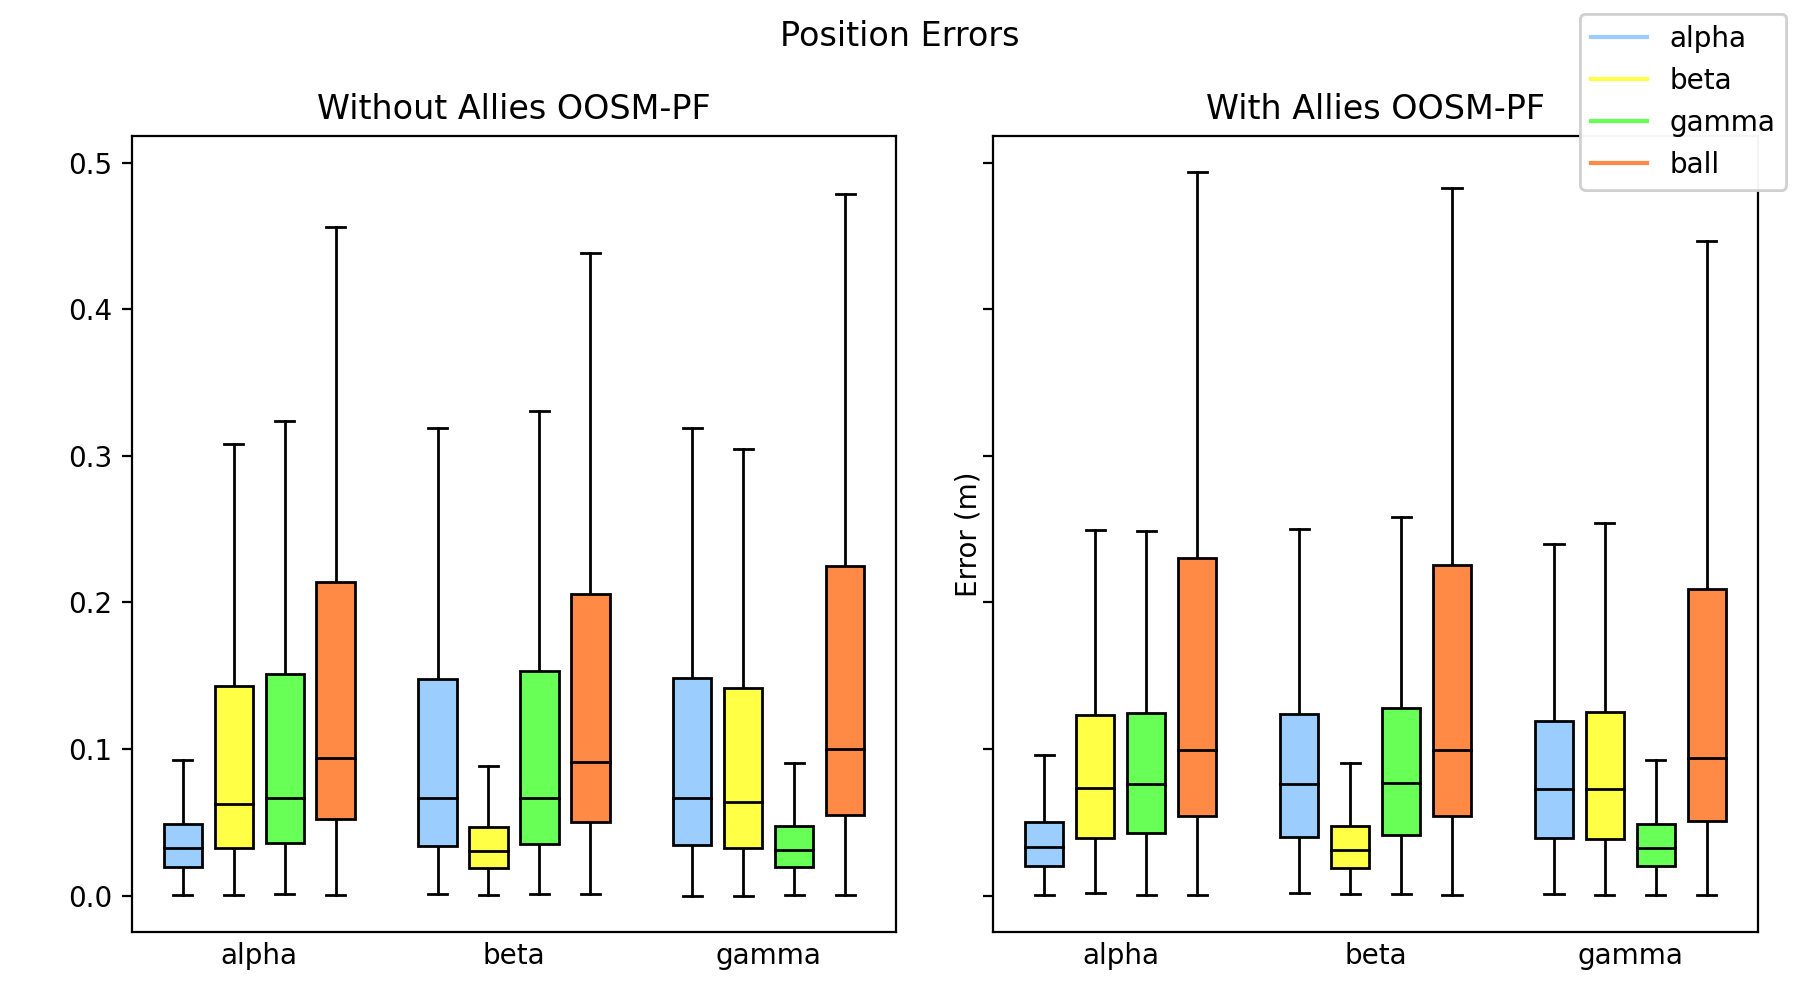 Position Errors
alpha
beta
gamma
ball
Without Allies OOSM-PF
With Allies OOSM-PF
0.5
0.4
0.3
0.2
0.1
0.0
Error (m)
alpha beta gamma
alpha beta gamma